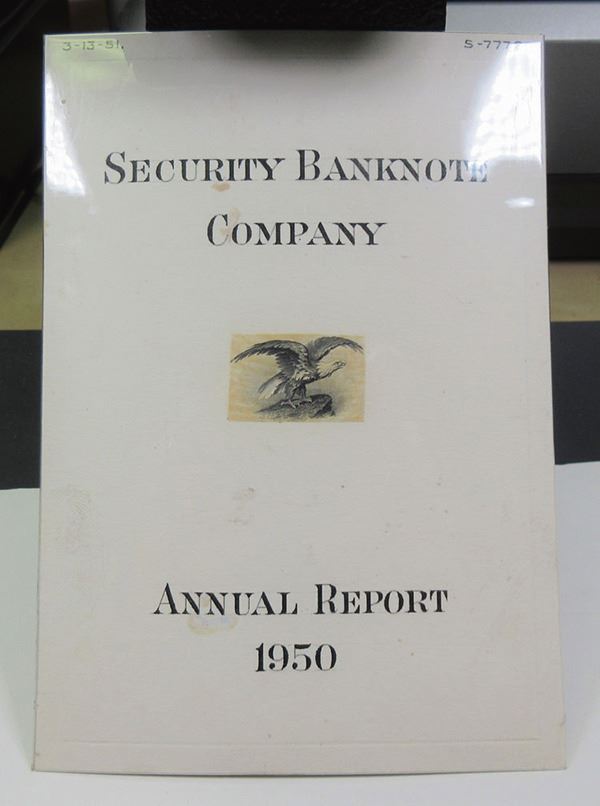 3-13-51.
SECURITY BANKNOTE
COMPANY
ANNUAL REPORT
1950